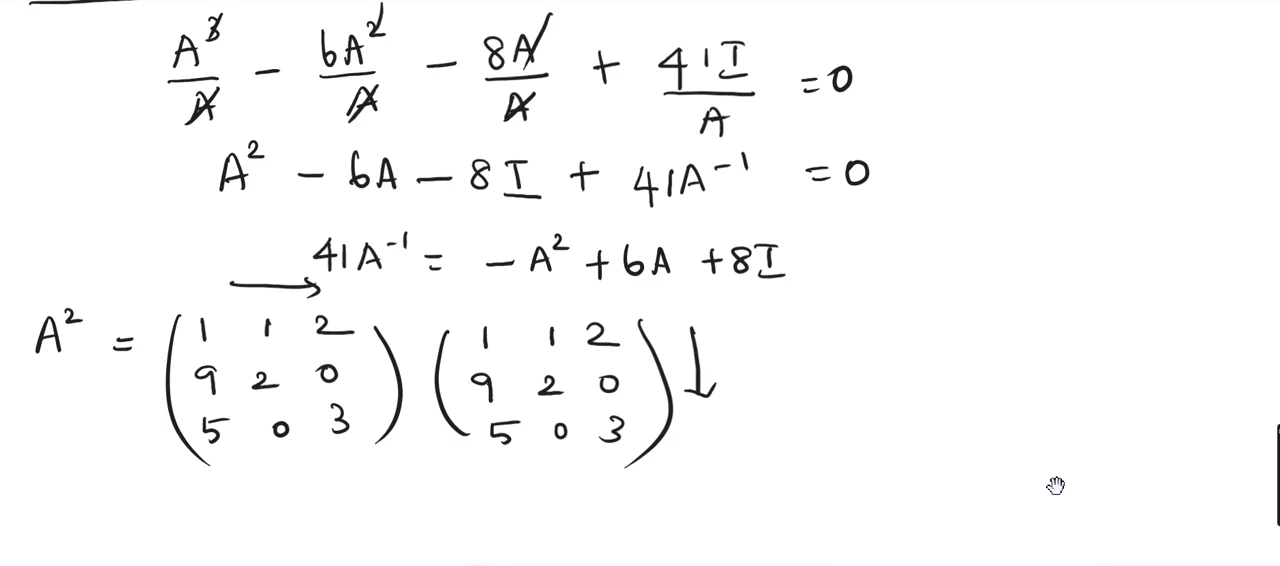 A³/A - 6A²/A - 8A/A + 41I/A = 0
A² - 6A - 8I + 41A⁻¹ = 0
41A⁻¹ = - A² + 6A + 8I
A² = (1 1 2 (1 1 2
9 2 0 9 2 0
5 0 3) 5 0 3)